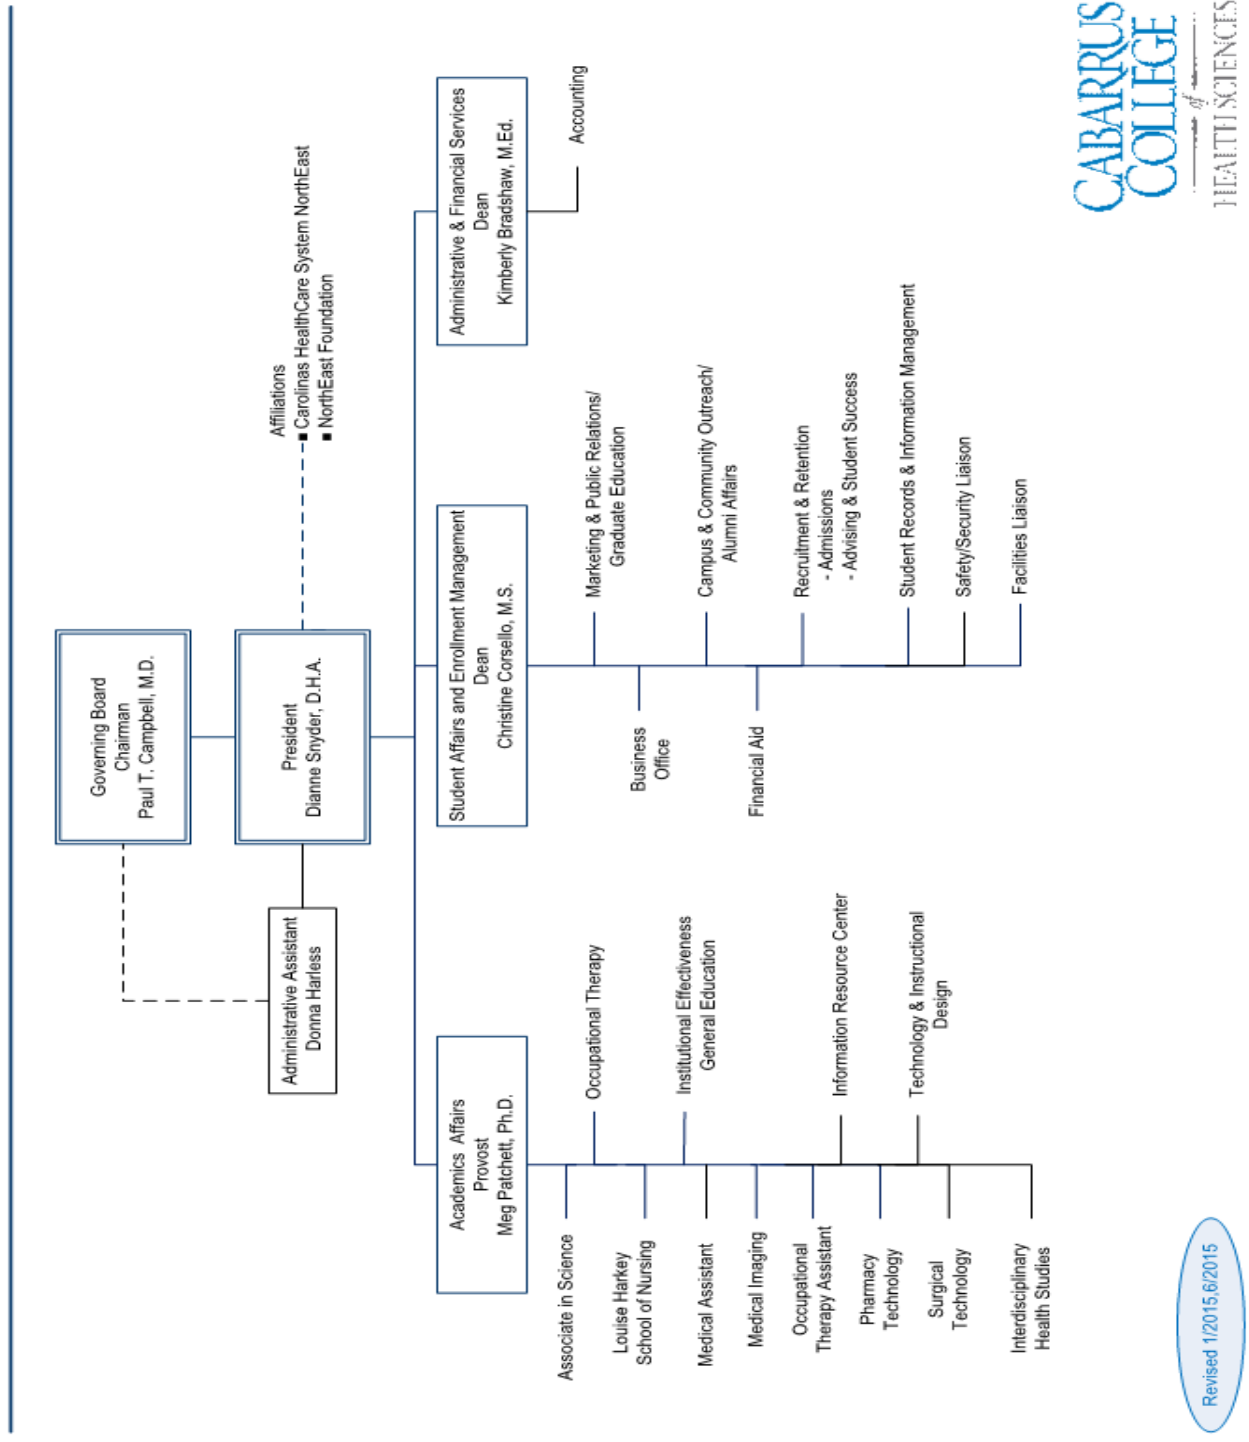 Governing Board
Chairman
Paul T. Campbell, M.D.
President
Dianne Snyder, D.H.A.
Administrative Assistant
Donna Harless
Affiliations
■ Carolinas HealthCare System NorthEast
■ NorthEast Foundation
Academics Affairs
Provost
Meg Patchett, Ph.D.
Associate in Science
Occupational Therapy
Louise Harkey
School of Nursing
Institutional Effectiveness
General Education
Medical Assistant
Medical Imaging
Occupational
Therapy Assistant
Information Resource Center
Pharmacy
Technology
Technology & Instructional
Design
Surgical
Technology
Interdisciplinary
Health Studies
Student Affairs and Enrollment Management
Dean
Christine Corsello, M.S.
Marketing & Public Relations/
Graduate Education
Business
Office
Campus & Community Outreach/
Alumni Affairs
Financial Aid
Recruitment & Retention
- Admissions
- Advising & Student Success
Student Records & Information Management
Safety/Security Liaison
Facilities Liaison
Administrative & Financial Services
Dean
Kimberly Bradshaw, M.Ed.
Accounting
Revised 1/2015,6/2015
CABARRUS
COLLEGE
of
HEALTH SCIENCES